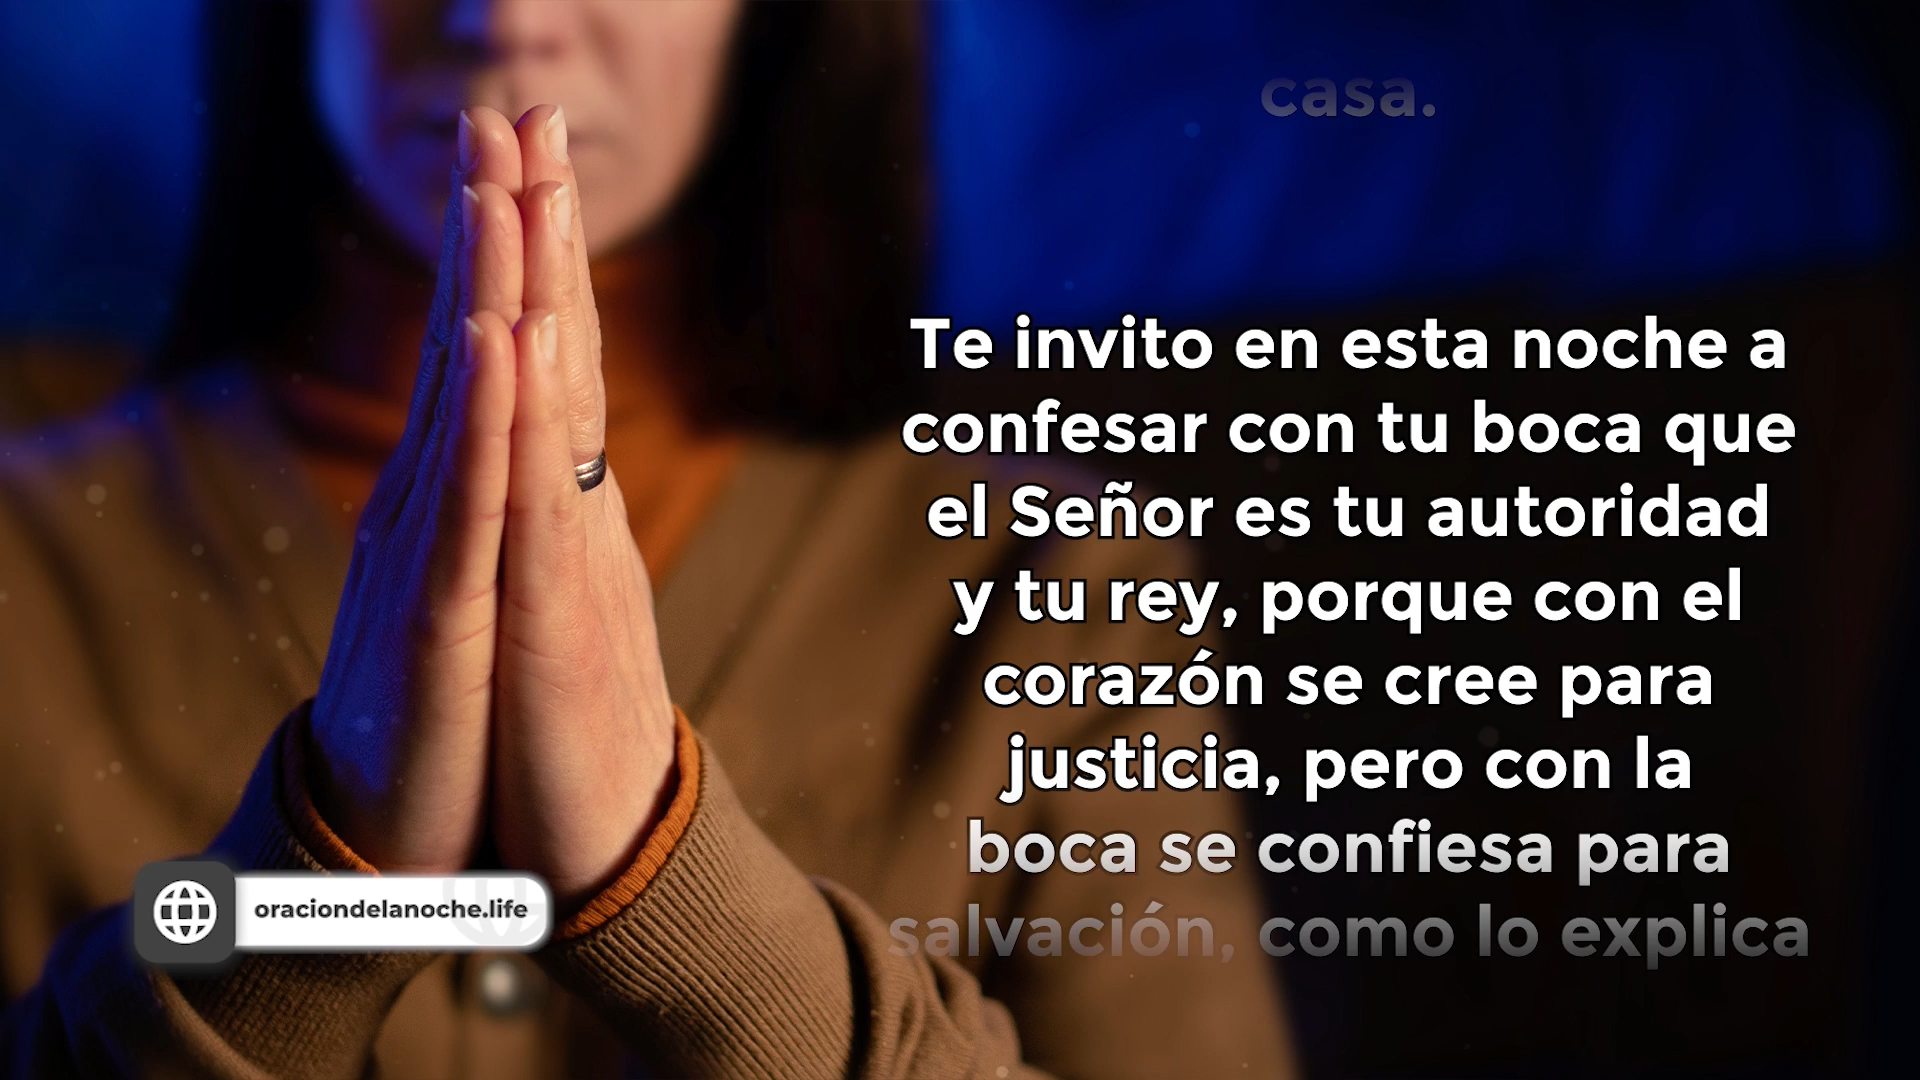 casa.
Te invito en esta noche a
confesar con tu boca que
el Señor es tu autoridad
y tu rey, porque con el
corazón se cree para
justicia, pero con la
boca se confiesa para
salvación, como lo explica
oraciondelanoche.life